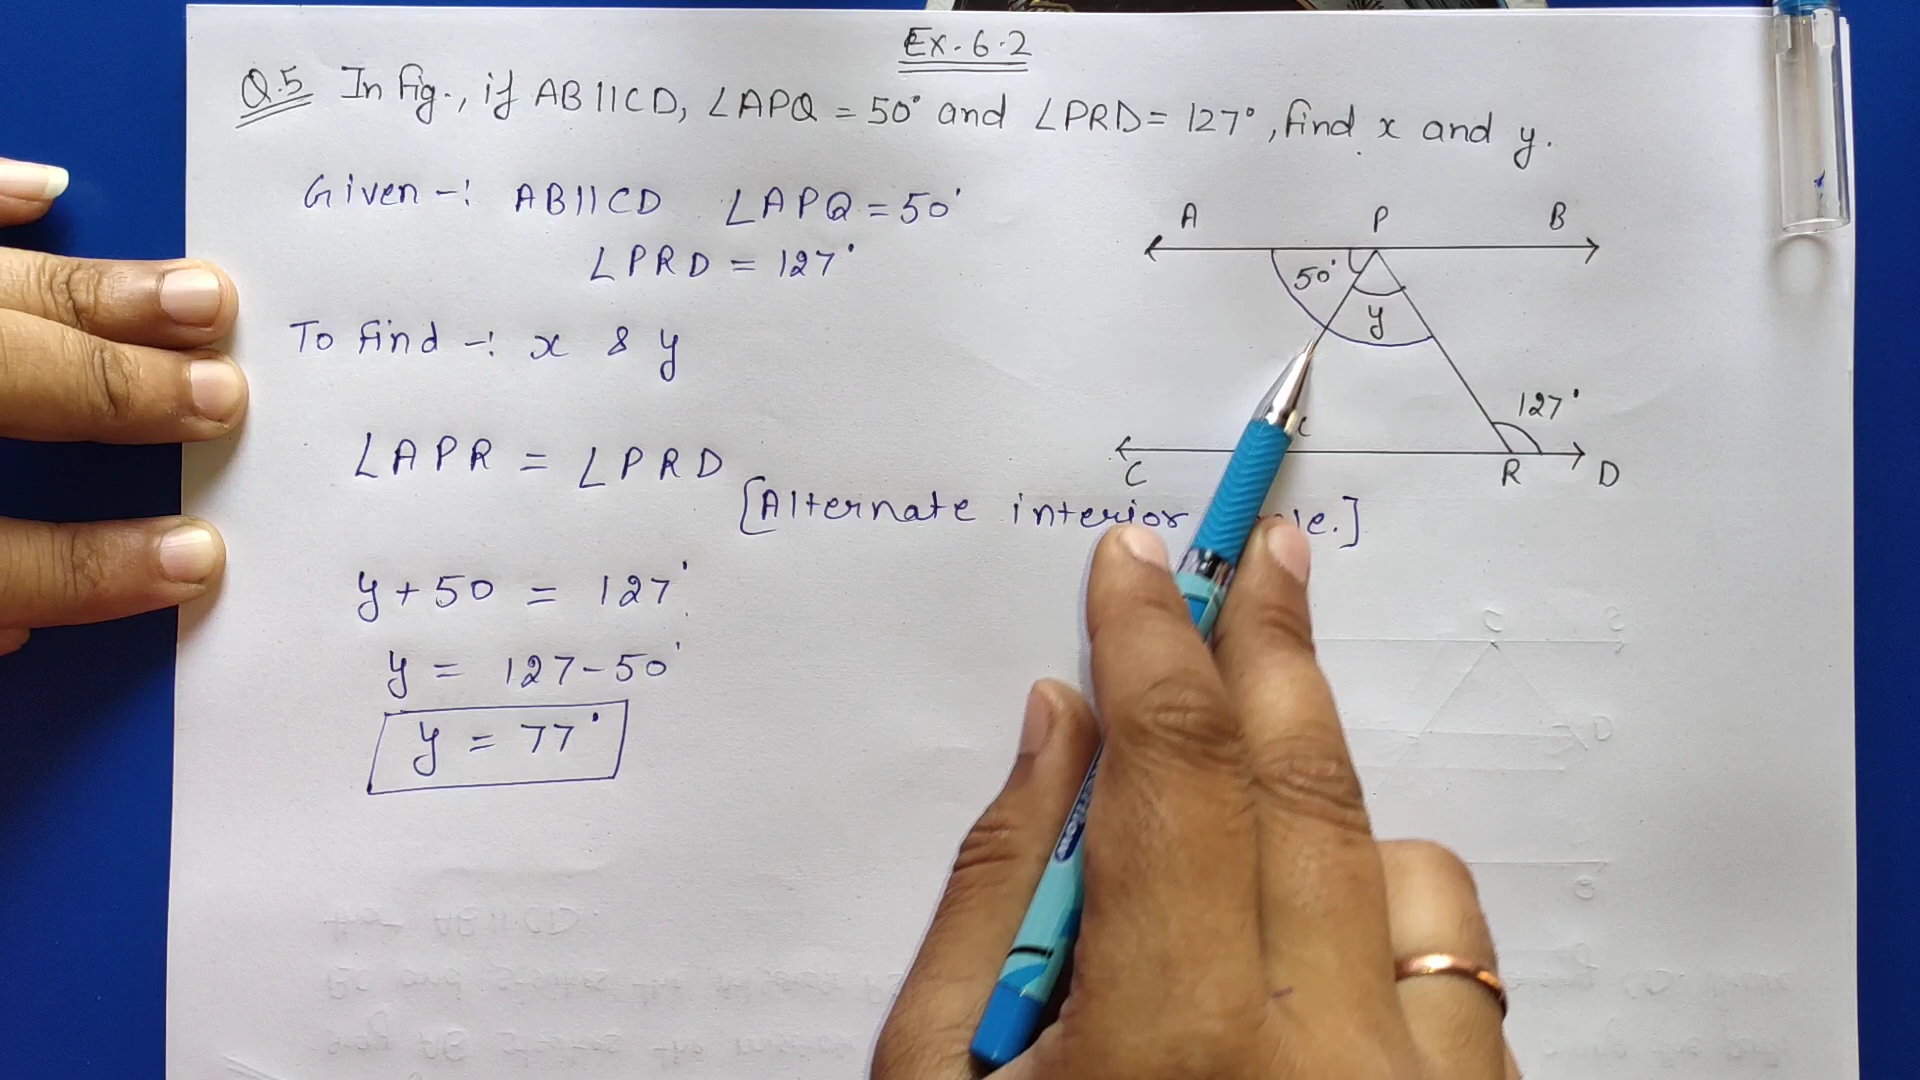 Ex. 6.2
Q.5 In fig., if AB||CD, ∠APQ = 50° and ∠PRD = 127°, find x and y.
Given -: AB||CD ∠APQ = 50°
∠PRD = 127°
To find -: x & y
∠APR = ∠PRD
[Alternate interior
y + 50 = 127°
y = 127 - 50°
y = 77°
A P B
50°
y
127°
C R D